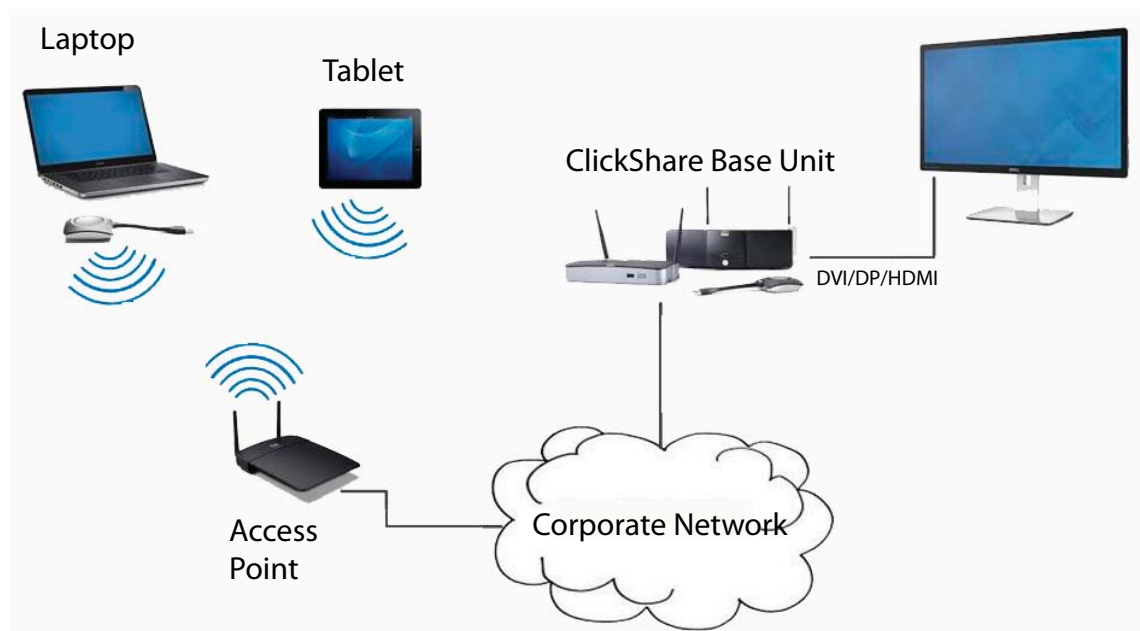 Laptop
Tablet
ClickShare Base Unit
DVI/DP/HDMI
Access
Point
Corporate Network